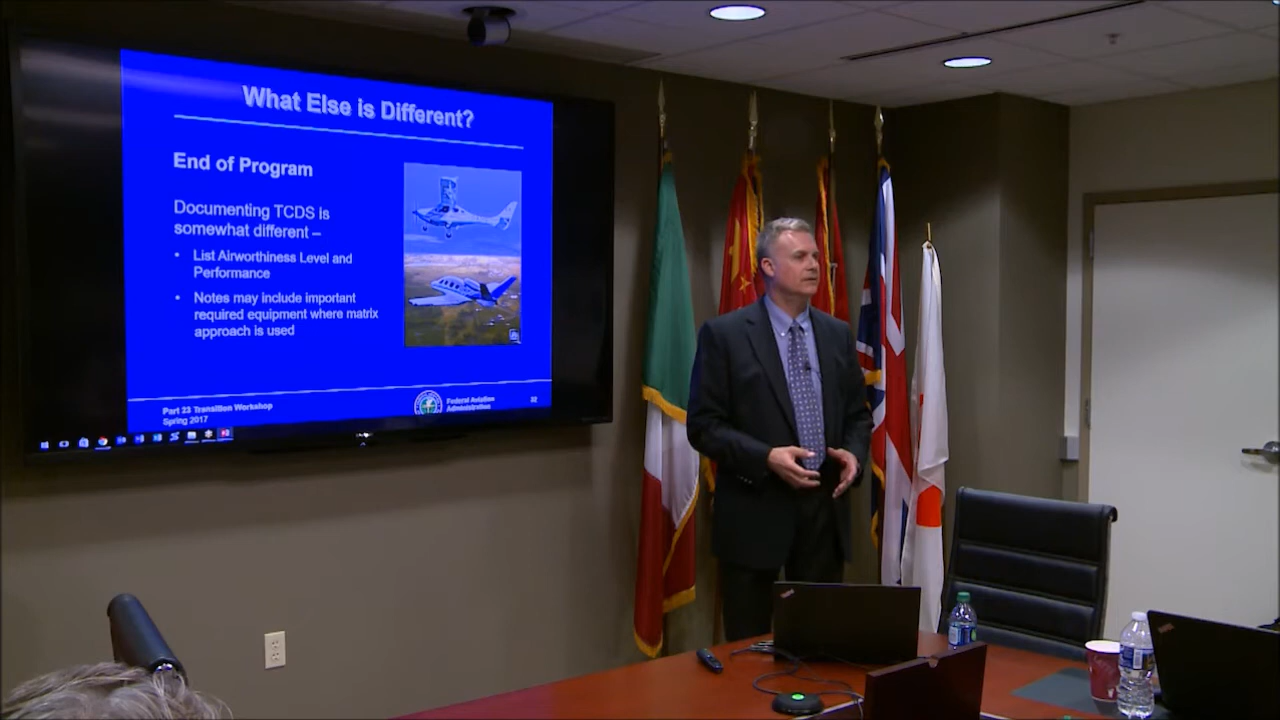 What Else is Different?
End of Program
Documenting TCDS is
somewhat different –
• List Airworthiness Level and
Performance
• Notes may include important
required equipment where matrix
approach is used
Part 23 Transition Workshop
Spring 2017
Federal Aviation
Administration
32